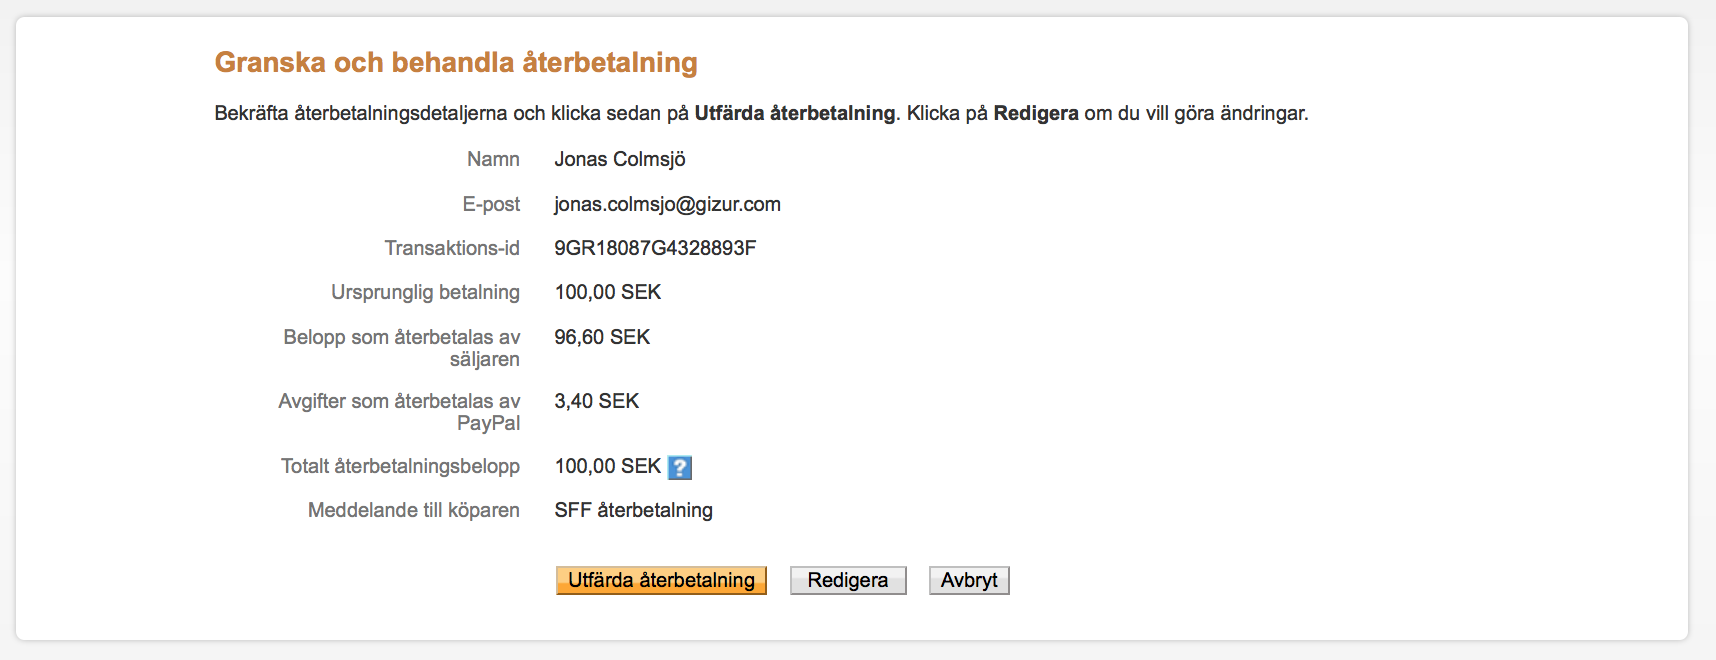 Granska och behandla återbetalning
Bekräfta återbetalningsdetaljerna och klicka sedan på Utfärda återbetalning. Klicka på Redigera om du vill göra ändringar.
Namn Jonas Colmsjö
E-post jonas.colmsjo@gizur.com
Transaktions-id 9GR18087G4328893F
Ursprunglig betalning 100,00 SEK
Belopp som återbetalas av 96,60 SEK
säljaren
Avgifter som återbetalas av 3,40 SEK
PayPal
Totalt återbetalningsbelopp 100,00 SEK ?
Meddelande till köparen SFF återbetalning
Utfärda återbetalning Redigera Avbryt